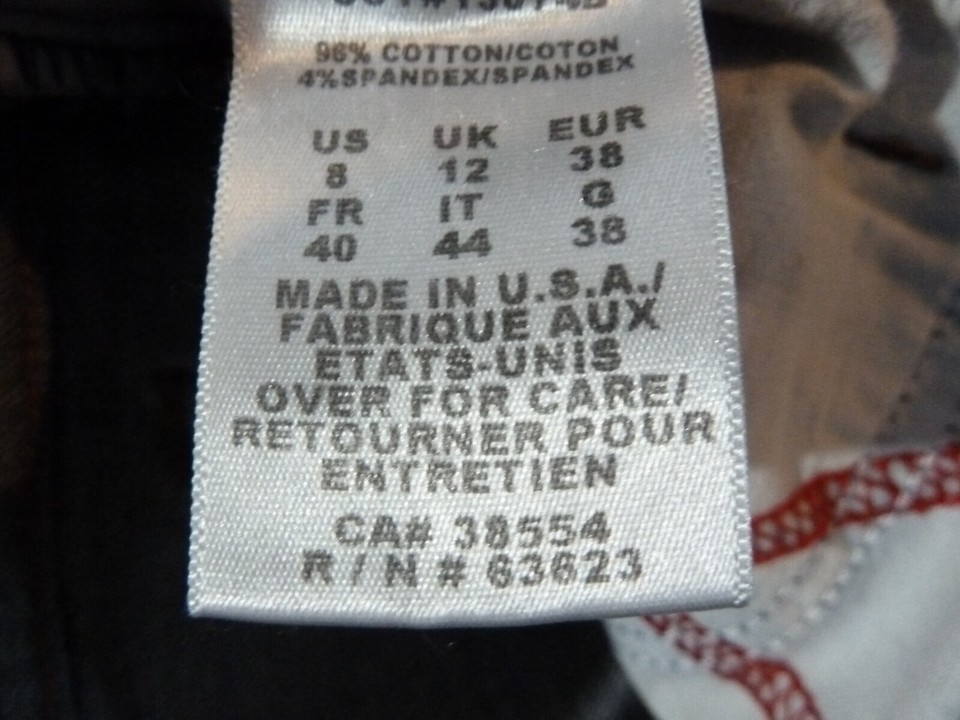 96% COTTON/COTON
4%SPANDEX/SPANDEX
US UK EUR
8 12 38
FR IT G
40 44 38
MADE IN U.S.A./
FABRIQUE AUX
ETATS-UNIS
OVER FOR CARE/
RETOURNER POUR
ENTRETIEN
CA# 38554
R/N # 63623